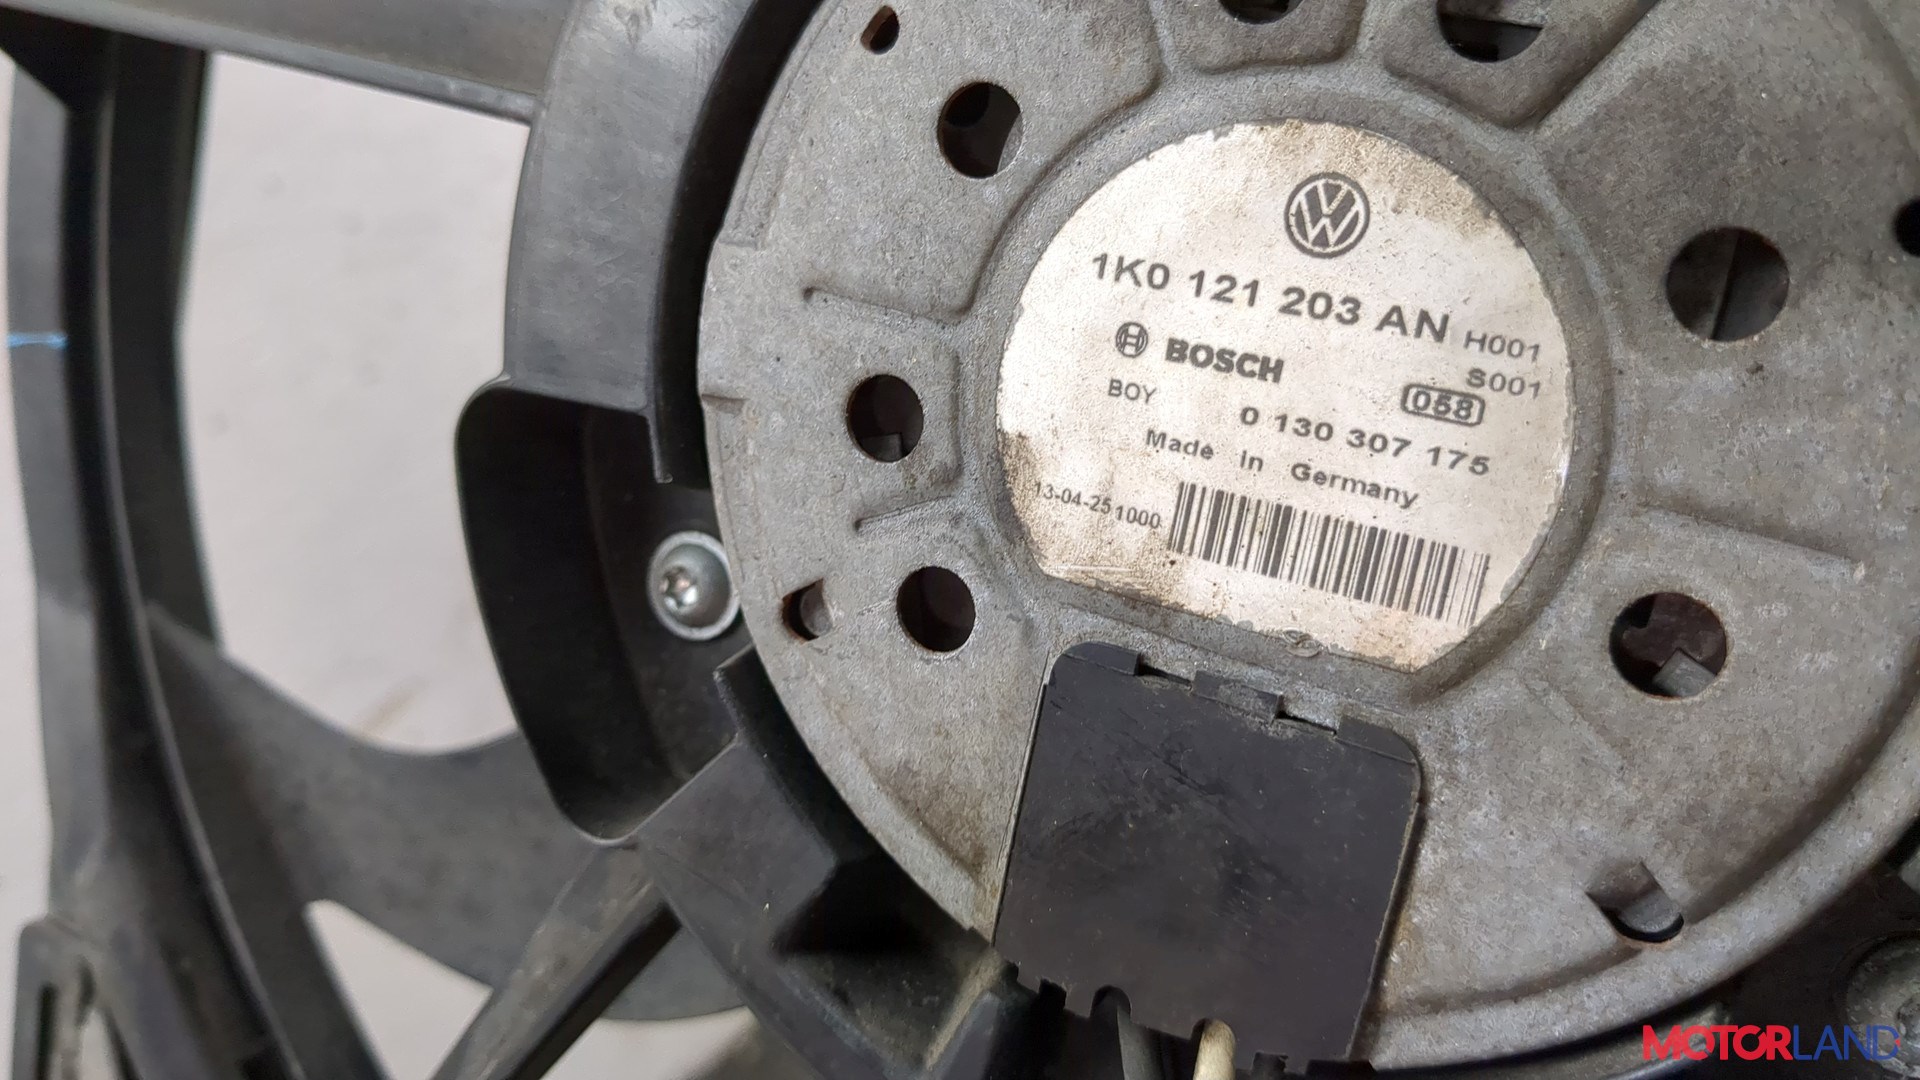 1K0 121 203 AN H001
BOSCH S001
BOY 058
0 130 307 175
Made in Germany
13-04-25 1000
MOTORLAND